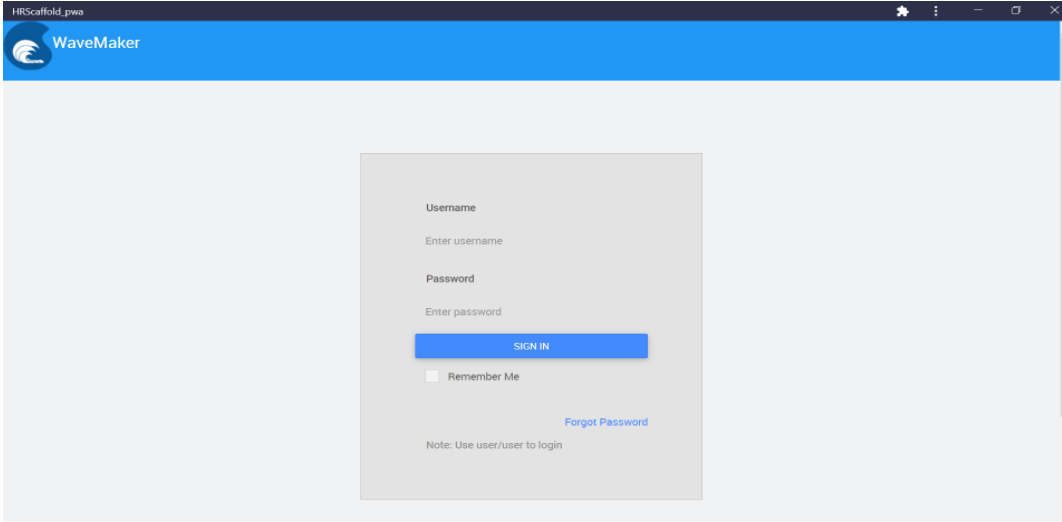 HRScaffold_pwa
WaveMaker
Username
Enter username
Password
Enter password
SIGN IN
Remember Me
Forgot Password
Note: Use user/user to login